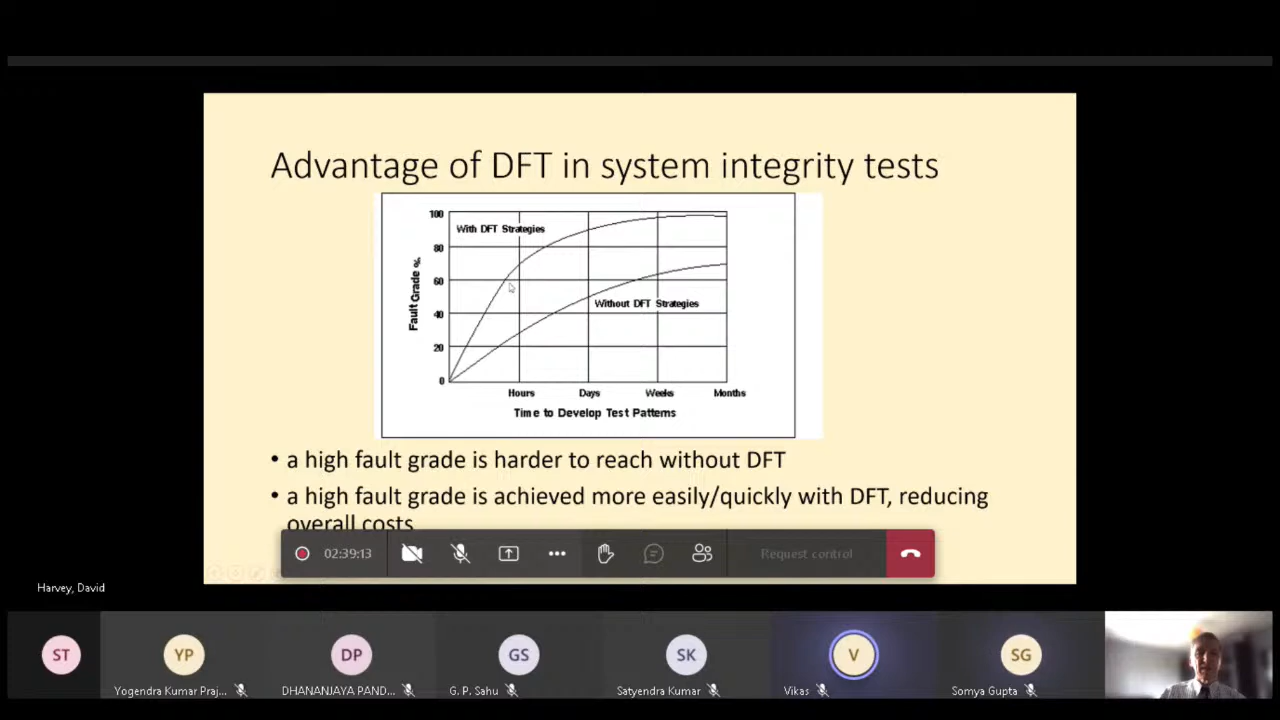 Advantage of DFT in system integrity tests
100
With DFT Strategies
80
Fault Grade %
60
Without DFT Strategies
40
20
0
Hours Days Weeks Months
Time to Develop Test Patterns
• a high fault grade is harder to reach without DFT
• a high fault grade is achieved more easily/quickly with DFT, reducing
overall costs
02:39:13
Request control
Harvey, David
ST YP DP GS SK V SG
Yogendra Kumar Praj... DHANANJAYA PAND... G. P. Sahu Satyendra Kumar Vikas Somya Gupta